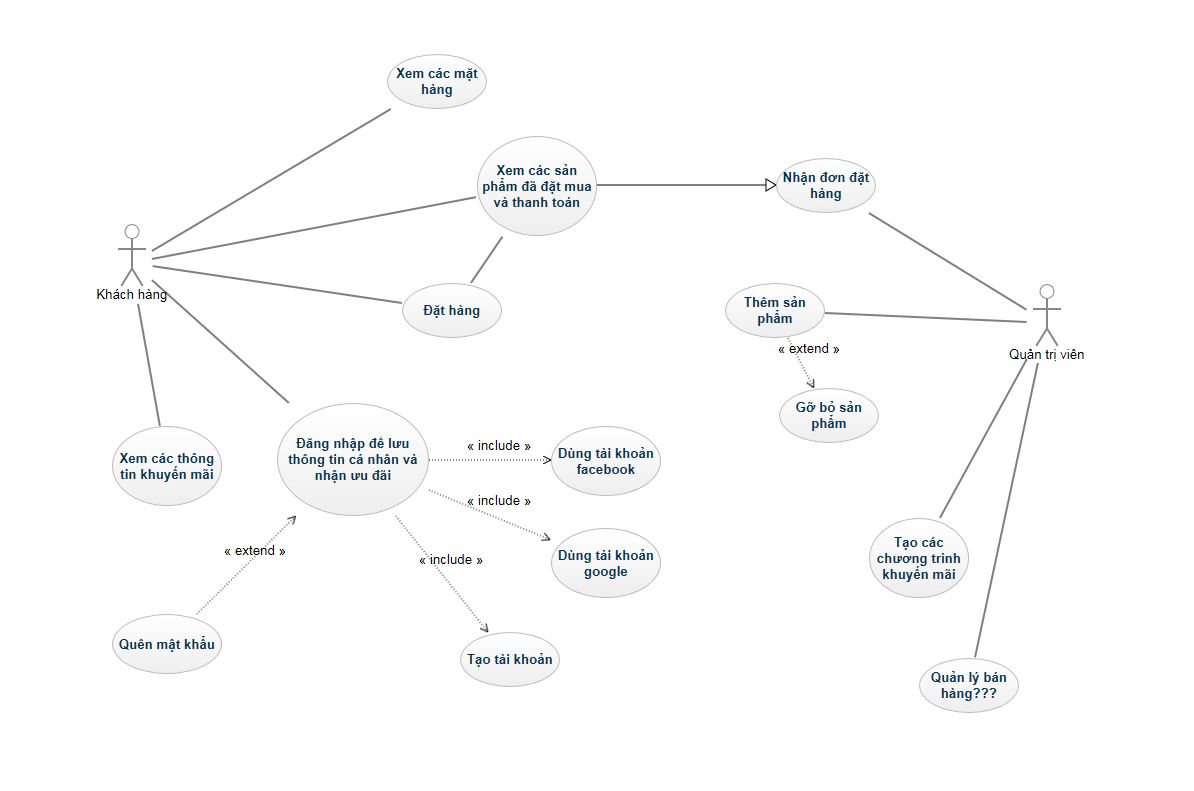 Xem các mặt
hàng
Xem các sản
phẩm đã đặt mua
và thanh toán
Nhận đơn đặt
hàng
Khách hàng
Đặt hàng
Thêm sản
phẩm
« extend »
Quản trị viên
Gỡ bỏ sản
phẩm
Xem các thông
tin khuyến mãi
Đăng nhập để lưu
thông tin cá nhân và
nhận ưu đãi
« include »
Dùng tài khoản
facebook
« include »
« extend »
« include »
Dùng tài khoản
google
Tạo các
chương trình
khuyến mãi
Quên mật khẩu
Tạo tài khoản
Quản lý bán
hàng???